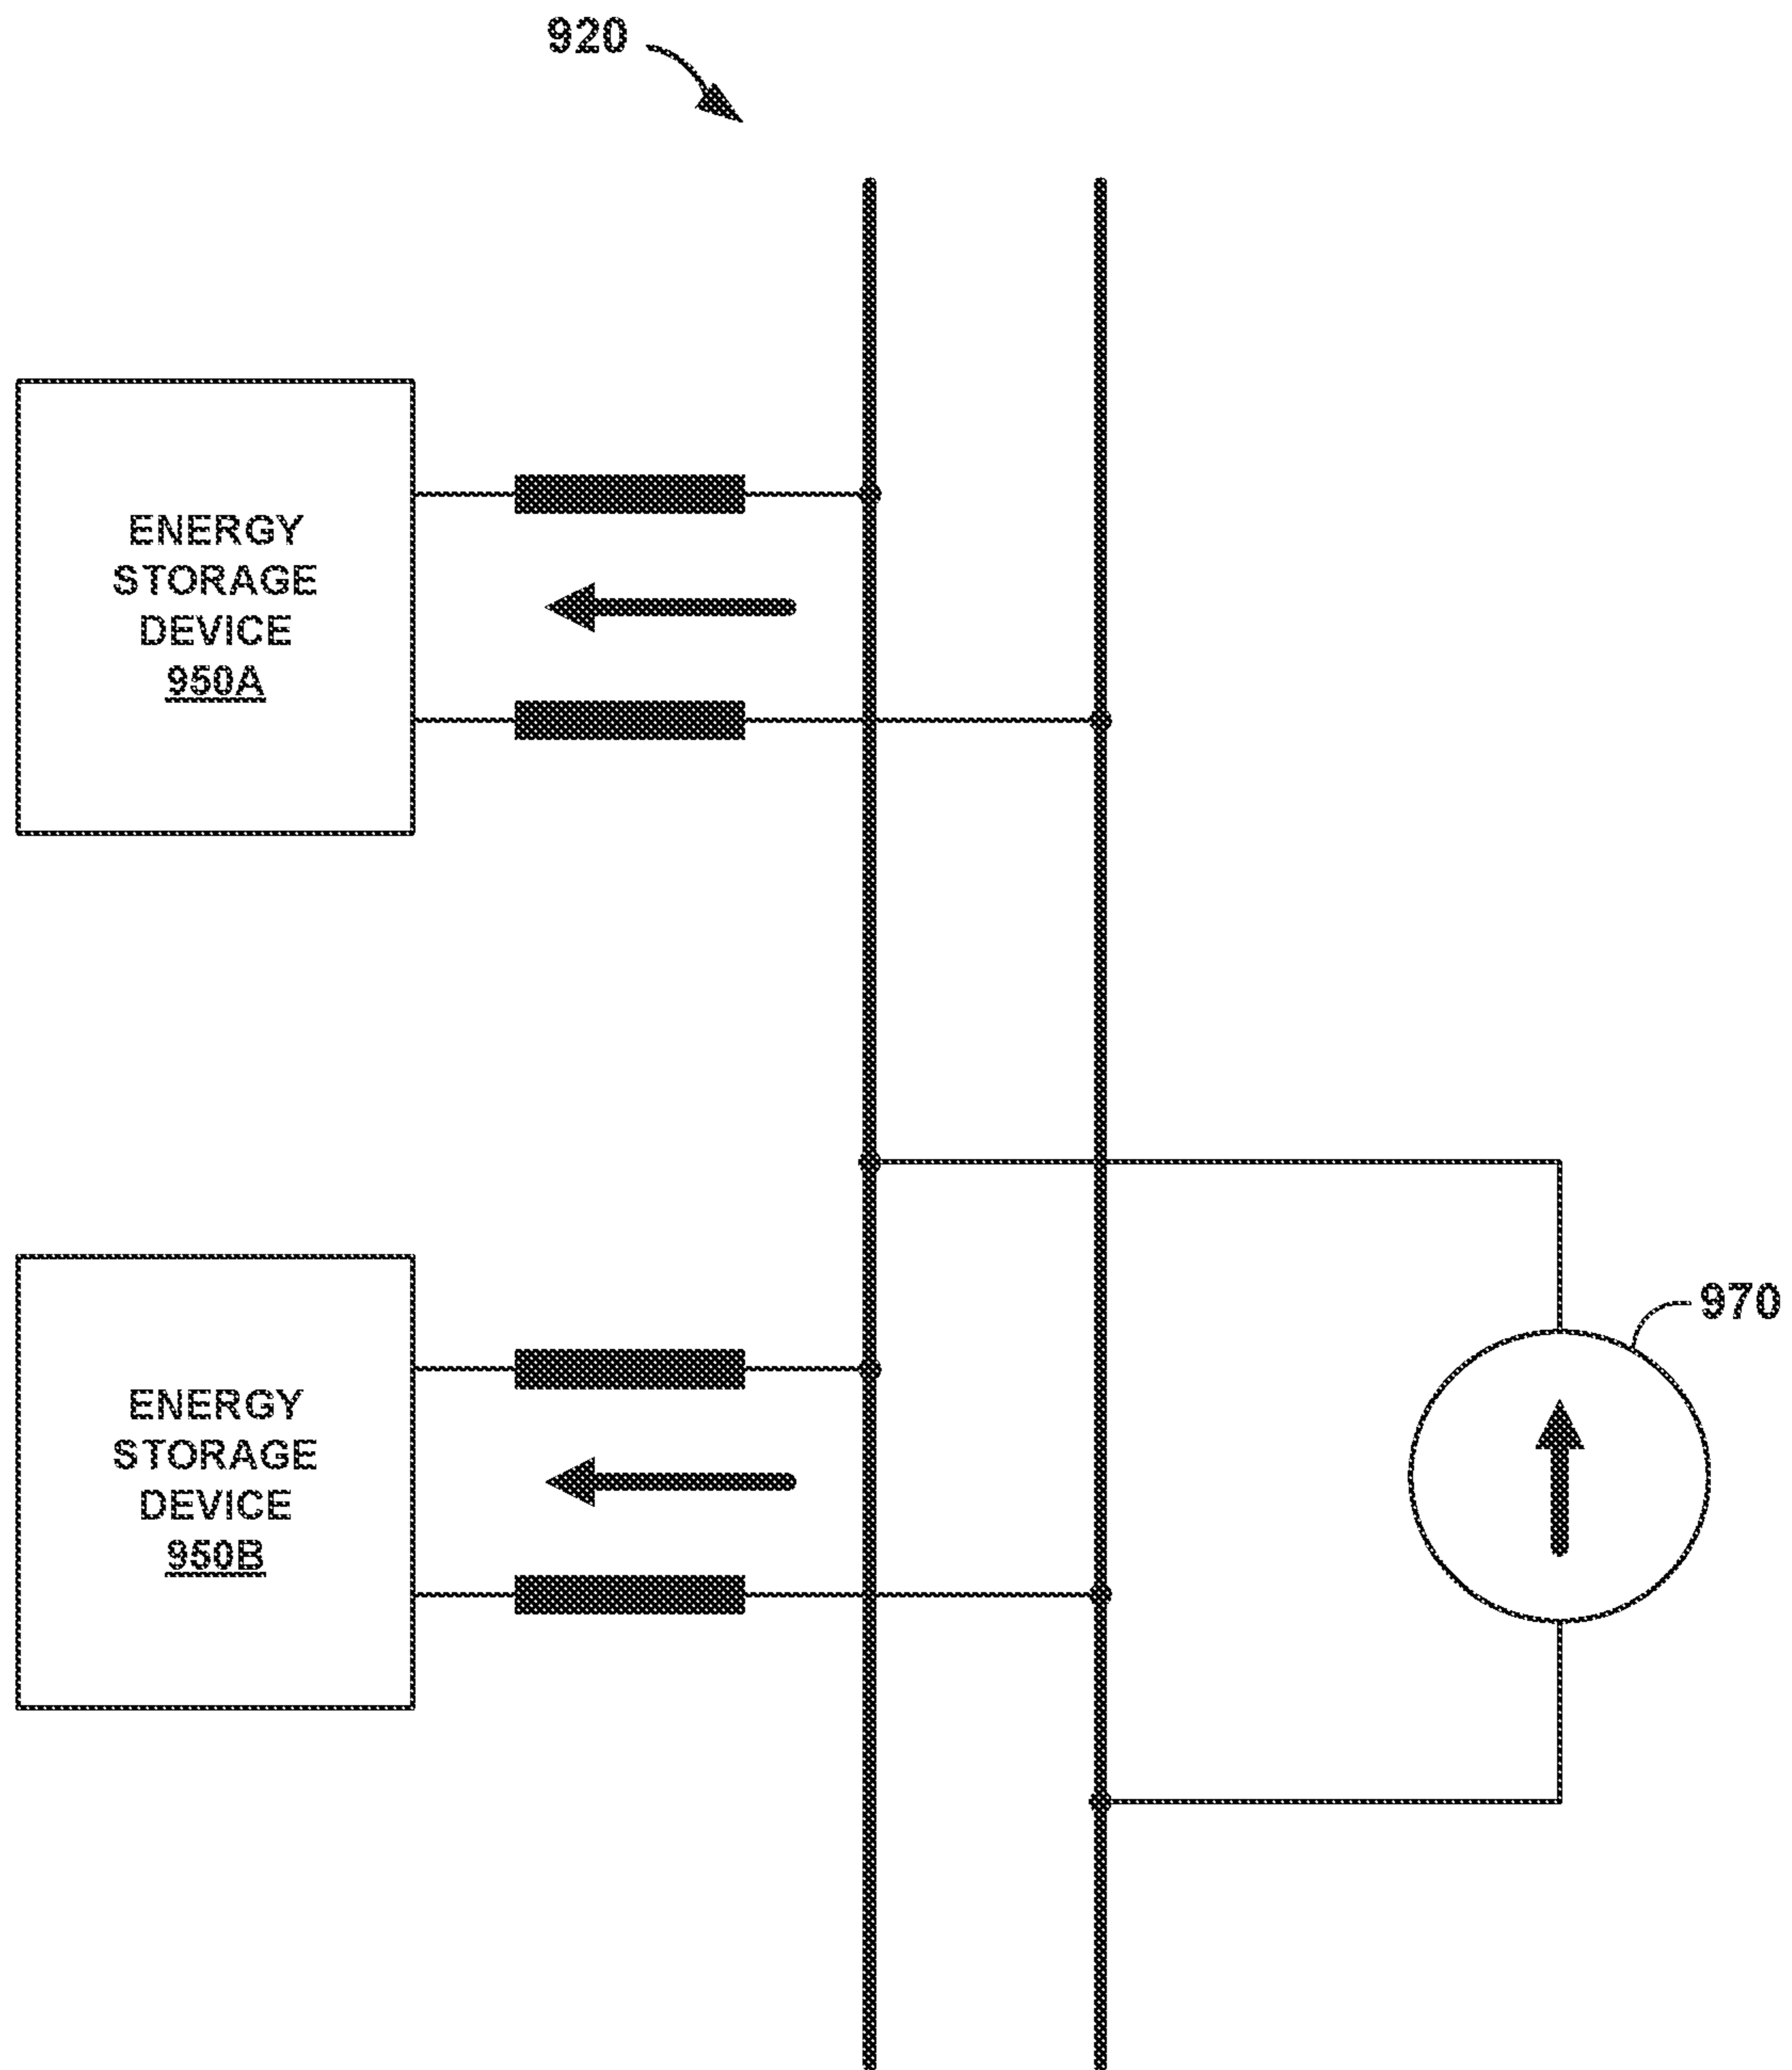 920
ENERGY
STORAGE
DEVICE
950A
ENERGY
STORAGE
DEVICE
950B
970